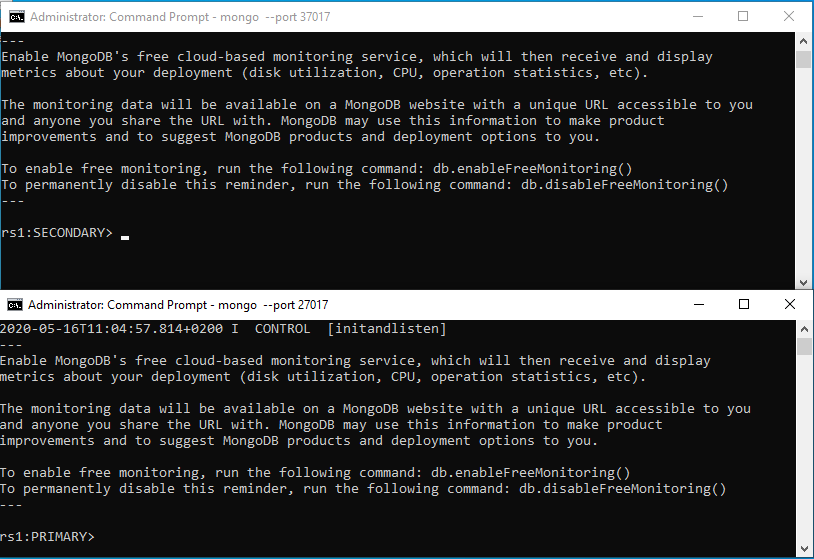 Administrator: Command Prompt - mongo --port 37017
---
Enable MongoDB's free cloud-based monitoring service, which will then receive and display
metrics about your deployment (disk utilization, CPU, operation statistics, etc).
The monitoring data will be available on a MongoDB website with a unique URL accessible to you
and anyone you share the URL with. MongoDB may use this information to make product
improvements and to suggest MongoDB products and deployment options to you.
To enable free monitoring, run the following command: db.enableFreeMonitoring()
To permanently disable this reminder, run the following command: db.disableFreeMonitoring()
---
rs1:SECONDARY> _
Administrator: Command Prompt - mongo --port 27017
2020-05-16T11:04:57.814+0200 I  CONTROL  [initandlisten]
---
Enable MongoDB's free cloud-based monitoring service, which will then receive and display
metrics about your deployment (disk utilization, CPU, operation statistics, etc).
The monitoring data will be available on a MongoDB website with a unique URL accessible to you
and anyone you share the URL with. MongoDB may use this information to make product
improvements and to suggest MongoDB products and deployment options to you.
To enable free monitoring, run the following command: db.enableFreeMonitoring()
To permanently disable this reminder, run the following command: db.disableFreeMonitoring()
---
rs1:PRIMARY>